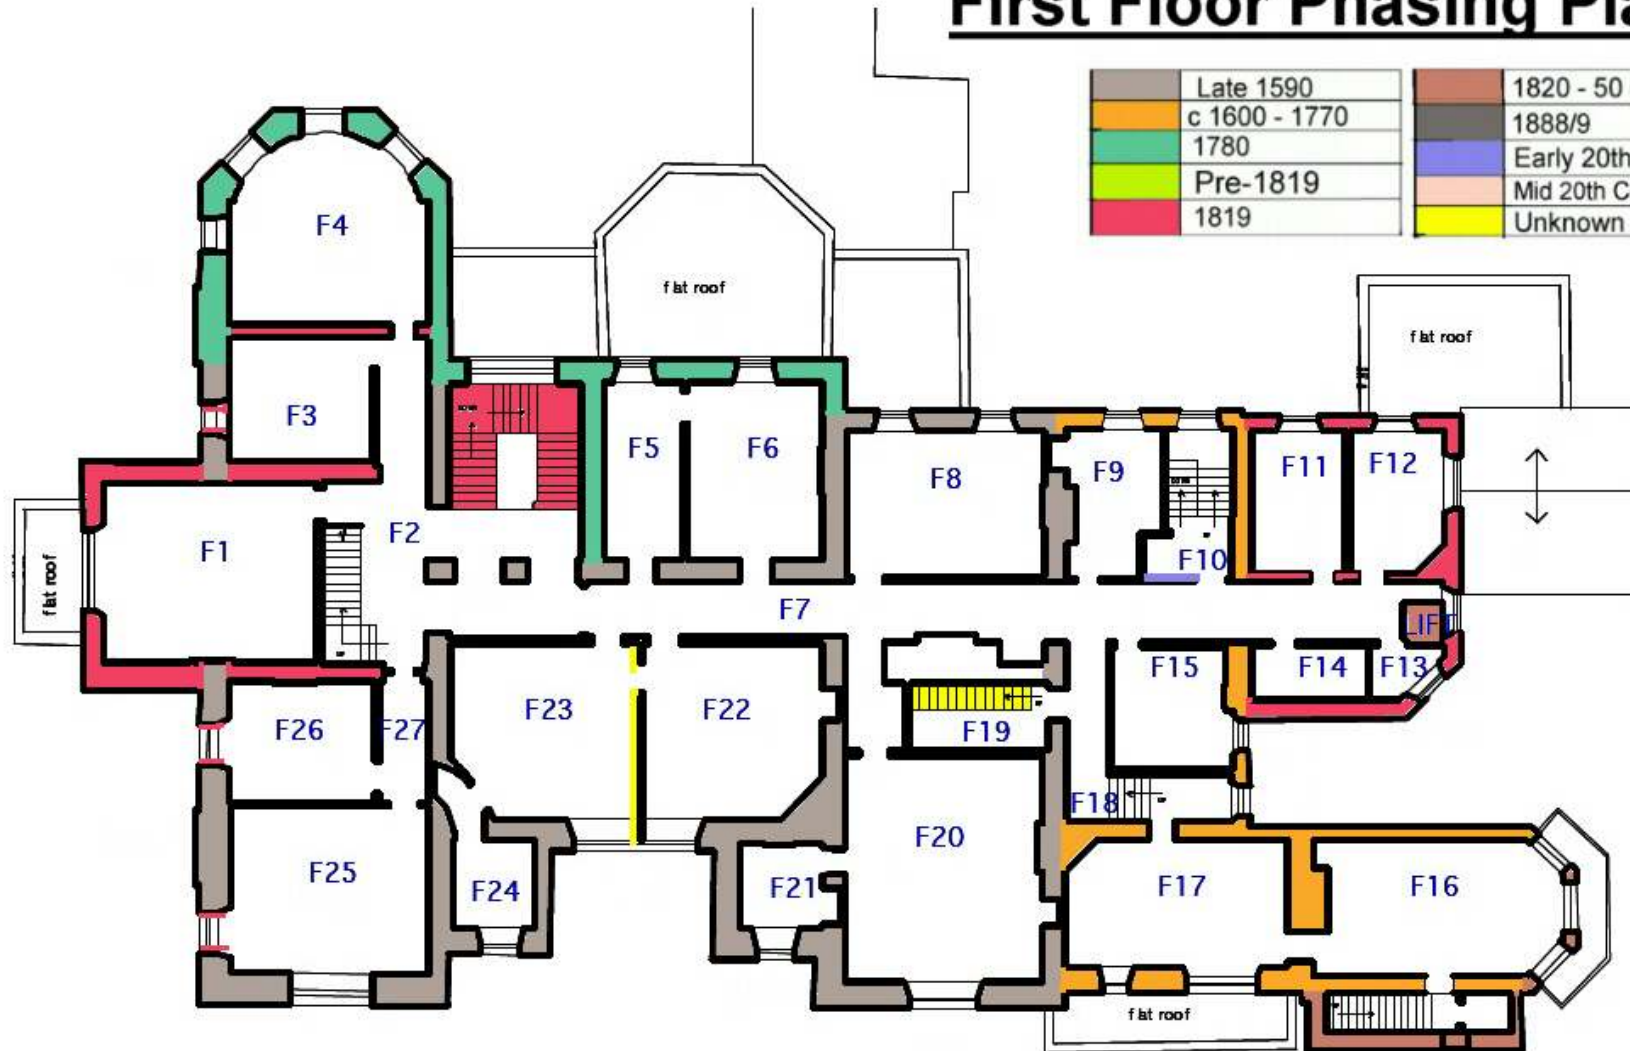 First Floor Phasing Pla
Late 1590
c 1600 - 1770
1780
Pre-1819
1819
1820 - 50
1888/9
Early 20th
Mid 20th C
Unknown
F4
flat roof
flat roof
F3
F5
F6
F8
F9
F11
F12
F1
F2
F10
flat roof
F7
LIFT
F15
F14
F13
F26
F27
F23
F22
F19
F18
F20
F25
F24
F21
F17
F16
flat roof